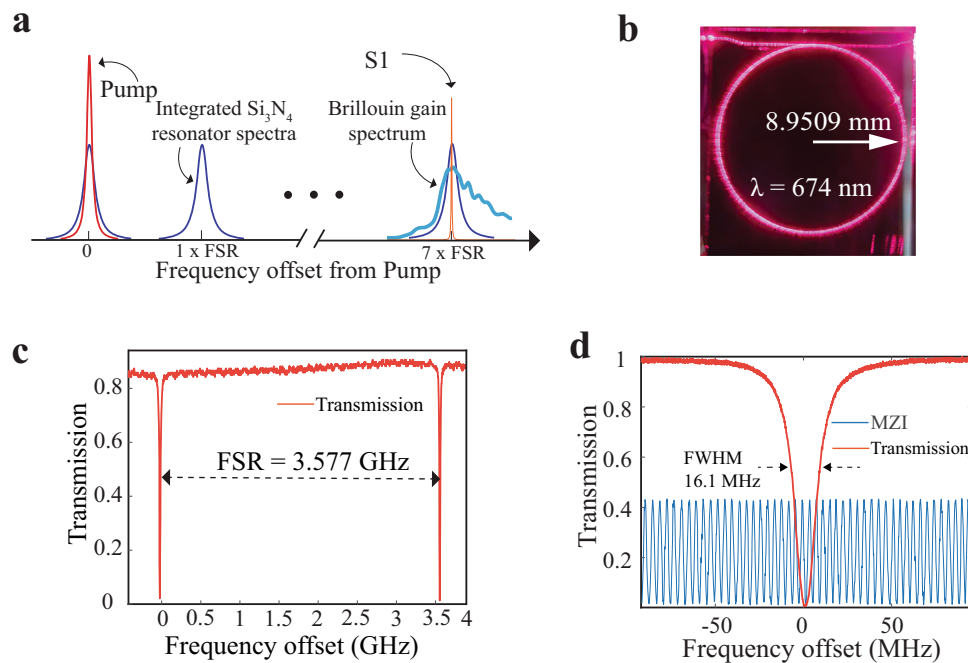 a
Pump
Integrated Si₃N₄
resonator spectra
S1
Brillouin gain
spectrum
0
1 x FSR
7 x FSR
Frequency offset from Pump
b
8.9509 mm
λ = 674 nm
c
Transmission
0.8
0.6
0.4
0.2
0
Transmission
FSR = 3.577 GHz
0
0.5
1
1.5
2
2.5
3
3.5
4
Frequency offset (GHz)
d
Transmission
1
0.8
0.6
0.4
0.2
MZI
Transmission
FWHM
16.1 MHz
-50
0
50
Frequency offset (MHz)